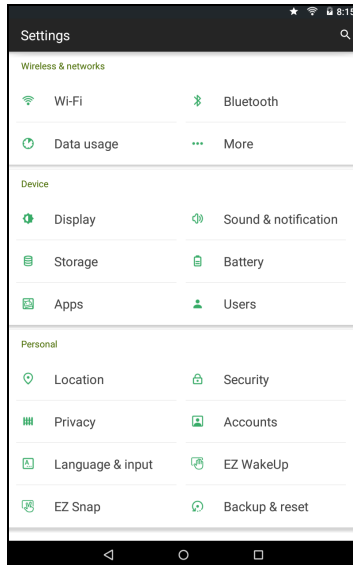 8:15
Settings
Wireless & networks
Wi-Fi Bluetooth
Data usage More
Device
Display Sound & notification
Storage Battery
Apps Users
Personal
Location Security
Privacy Accounts
Language & input EZ WakeUp
EZ Snap Backup & reset